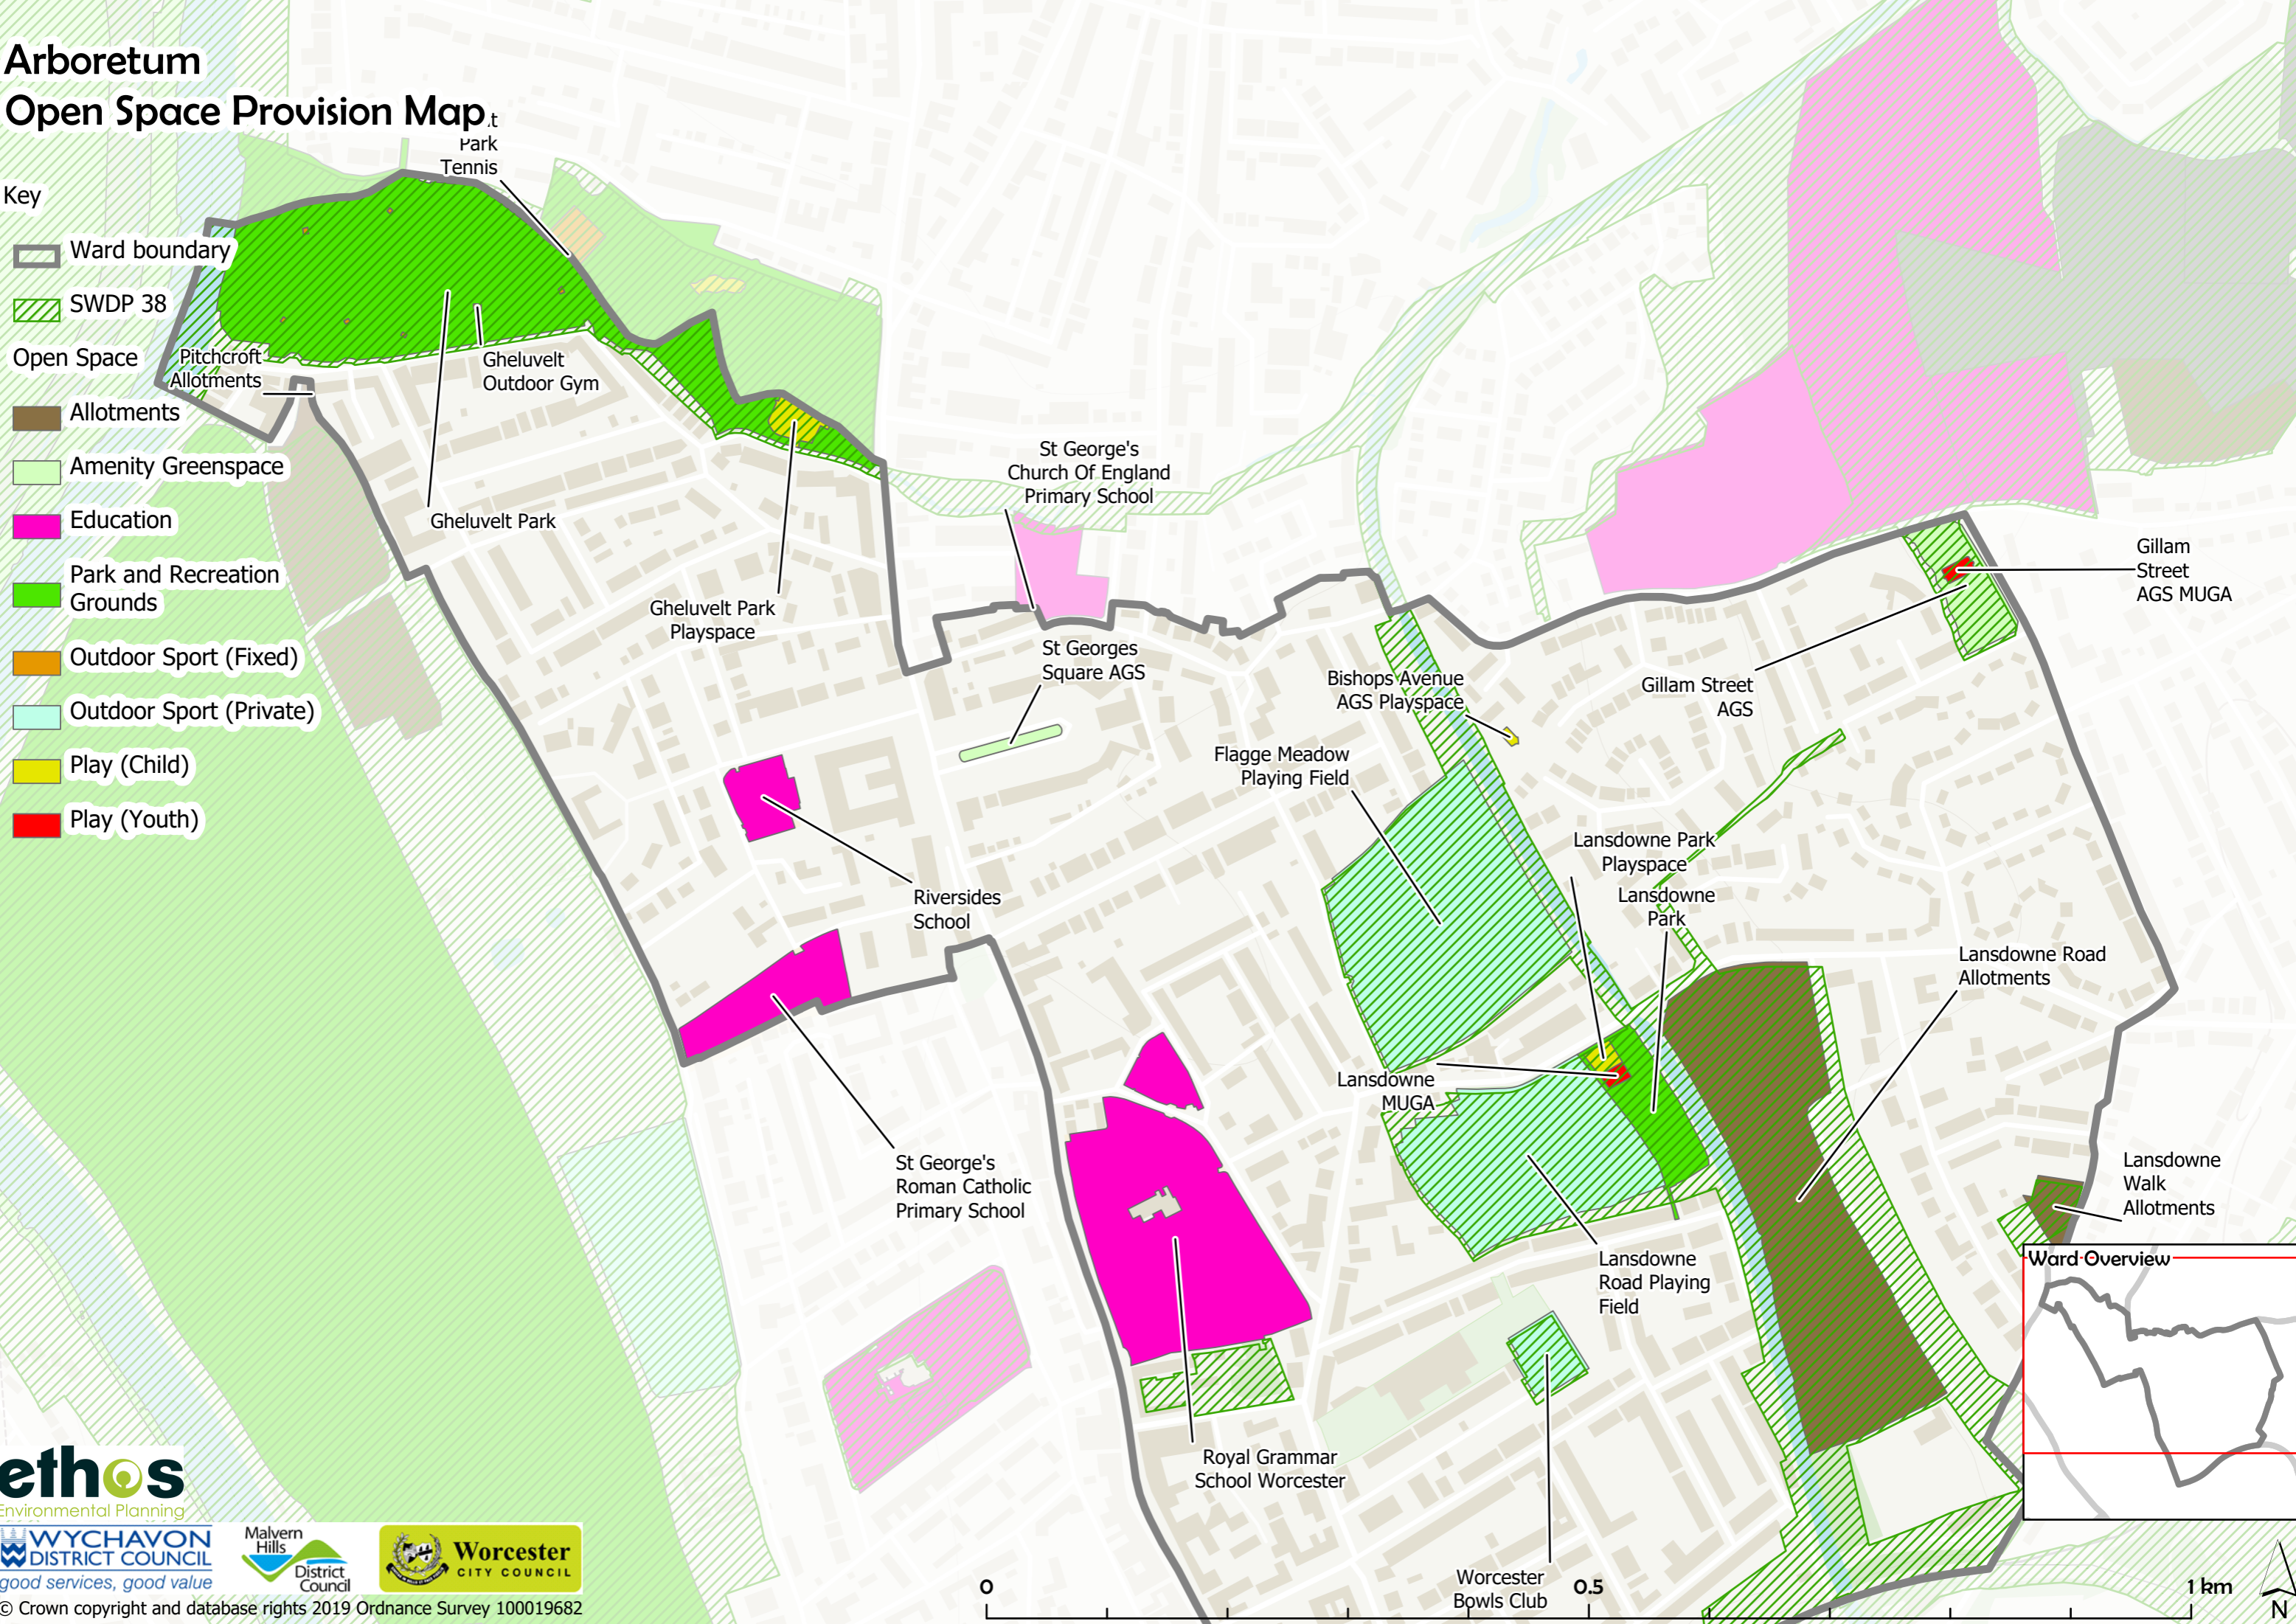 Arboretum
Open Space Provision Map
Park
Tennis
Key
Ward boundary
SWDP 38
Open Space
Allotments
Amenity Greenspace
Education
Park and Recreation
Grounds
Outdoor Sport (Fixed)
Outdoor Sport (Private)
Play (Child)
Play (Youth)
Pitchcroft
Allotments
Gheluvelt
Outdoor Gym
Gheluvelt Park
Gheluvelt Park
Playspace
St George's
Church Of England
Primary School
St Georges
Square AGS
Bishops Avenue
AGS Playspace
Flagge Meadow
Playing Field
Gillam
Street
AGS MUGA
Gillam Street
AGS
Lansdowne Park
Playspace
Lansdowne
Park
Lansdowne Road
Allotments
Riversides
School
Lansdowne
MUGA
St George's
Roman Catholic
Primary School
Lansdowne
Walk
Allotments
Lansdowne
Road Playing
Field
Royal Grammar
School Worcester
Worcester
Bowls Club
Ward Overview
ethos
Environmental Planning
WYCHAVON
DISTRICT COUNCIL
good services, good value
Malvern
Hills
District
Council
Worcester
CITY COUNCIL
© Crown copyright and database rights 2019 Ordnance Survey 100019682
0
0.5
1 km
N